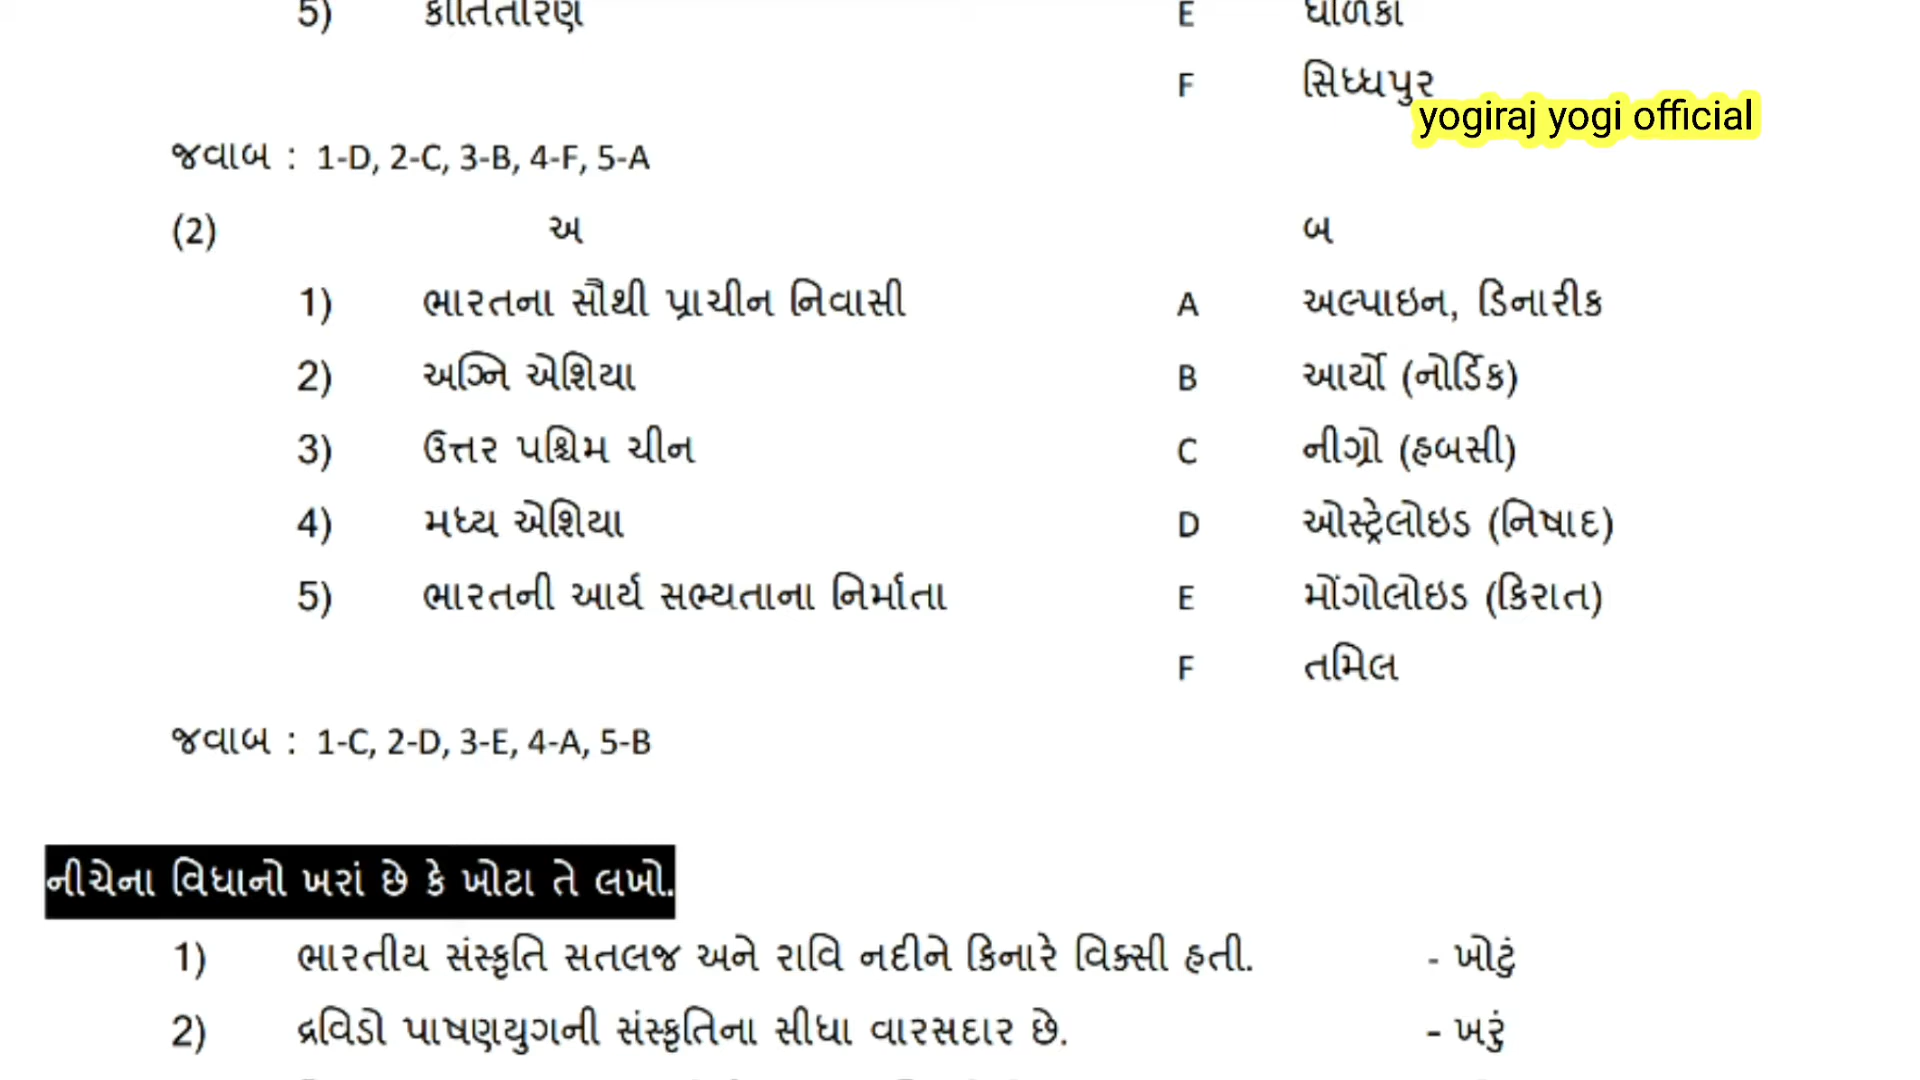 5) કીર્તિતોરણ E ધોળકા
F સિધ્ધપુર
yogiraj yogi official
જવાબ : 1-D, 2-C, 3-B, 4-F, 5-A
(2) અ બ
1) ભારતના સૌથી પ્રાચીન નિવાસી A અલ્પાઇન, ડિનારીક
2) અગ્નિ એશિયા B આર્યો (નોર્ડિક)
3) ઉત્તર પશ્ચિમ ચીન C નીગ્રો (હબસી)
4) મધ્ય એશિયા D ઓસ્ટ્રેલોઇડ (નિષાદ)
5) ભારતની આર્ય સભ્યતાના નિર્માતા E મોંગોલોઇડ (કિરાત)
F તમિલ
જવાબ : 1-C, 2-D, 3-E, 4-A, 5-B
નીચેના વિધાનો ખરાં છે કે ખોટા તે લખો.
1) ભારતીય સંસ્કૃતિ સતલજ અને રાવિ નદીને કિનારે વિક્સી હતી. - ખોટું
2) દ્રવિડો પાષણયુગની સંસ્કૃતિના સીધા વારસદાર છે. - ખરું